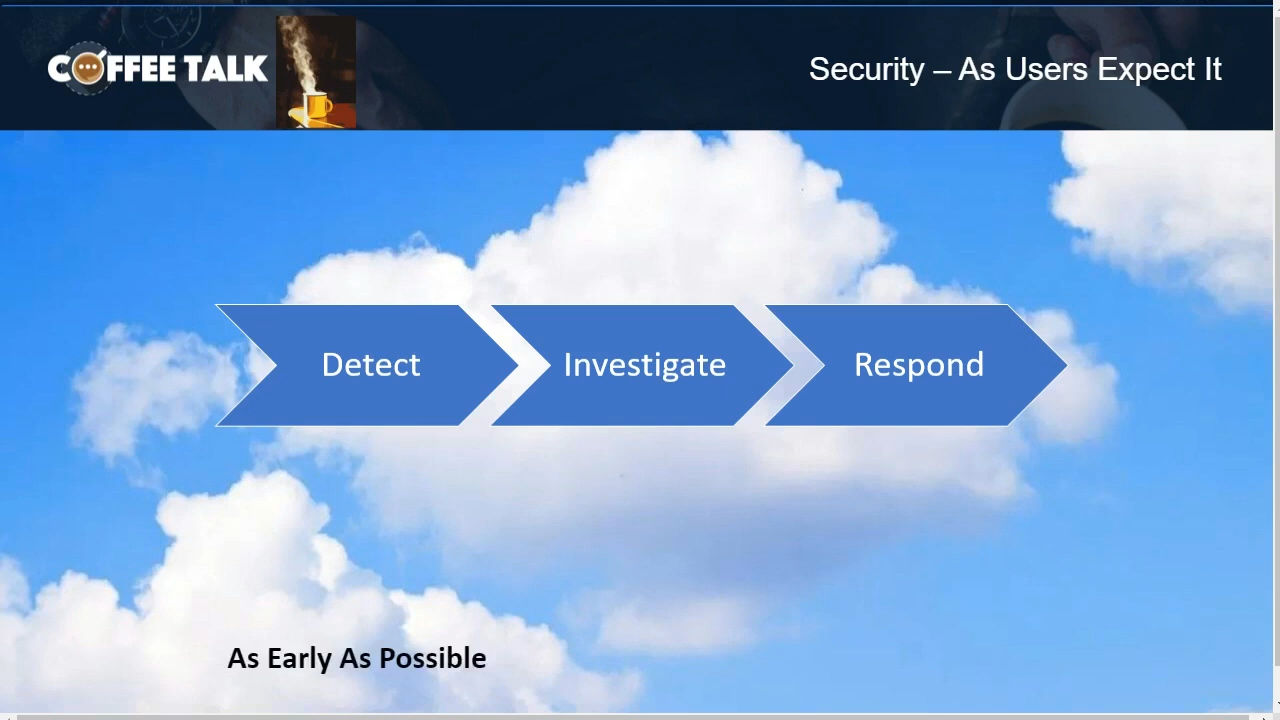 COFFEE TALK
Security – As Users Expect It
Detect
Investigate
Respond
As Early As Possible